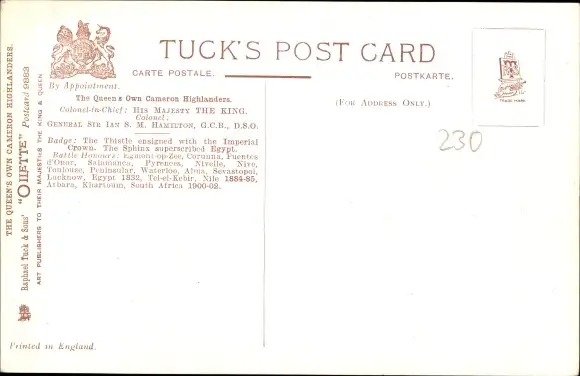 TUCK'S POST CARD
CARTE POSTALE.
POSTKARTE.
(FOR ADDRESS ONLY.)
TRADE MARK
230
By Appointment.
The Queen's Own Cameron Highlanders.
Colonel-in-Chief: HIS MAJESTY THE KING.
Colonel:
GENERAL SIR IAN S. M. HAMILTON, G.C.B., D.S.O.
Badge: The Thistle ensigned with the Imperial
Crown. The Sphinx superscribed Egypt.
Battle Honours: Egmont-op-Zee, Corunna, Fuentes
d'Onor, Salamanca, Pyrenees, Nivelle, Nive,
Toulouse, Peninsular, Waterloo, Alma, Sevastopol,
Lucknow, Egypt 1882, Tel-el-Kebir, Nile 1884-85,
Atbara, Khartoum, South Africa 1900-02.
THE QUEEN'S OWN CAMERON HIGHLANDERS.
Raphael Tuck & Sons' "OILETTE" Postcard 9883
ART PUBLISHERS TO THEIR MAJESTIES THE KING & QUEEN
Printed in England.